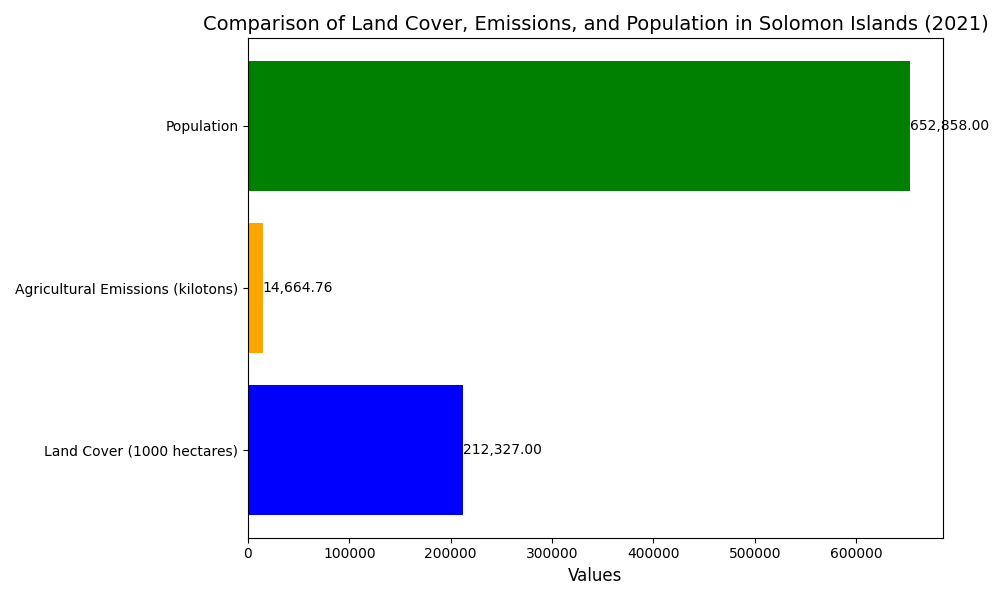 Comparison of Land Cover, Emissions, and Population in Solomon Islands (2021)
Population
652,858.00
Agricultural Emissions (kilotons)
14,664.76
Land Cover (1000 hectares)
212,327.00
0 100000 200000 300000 400000 500000 600000
Values